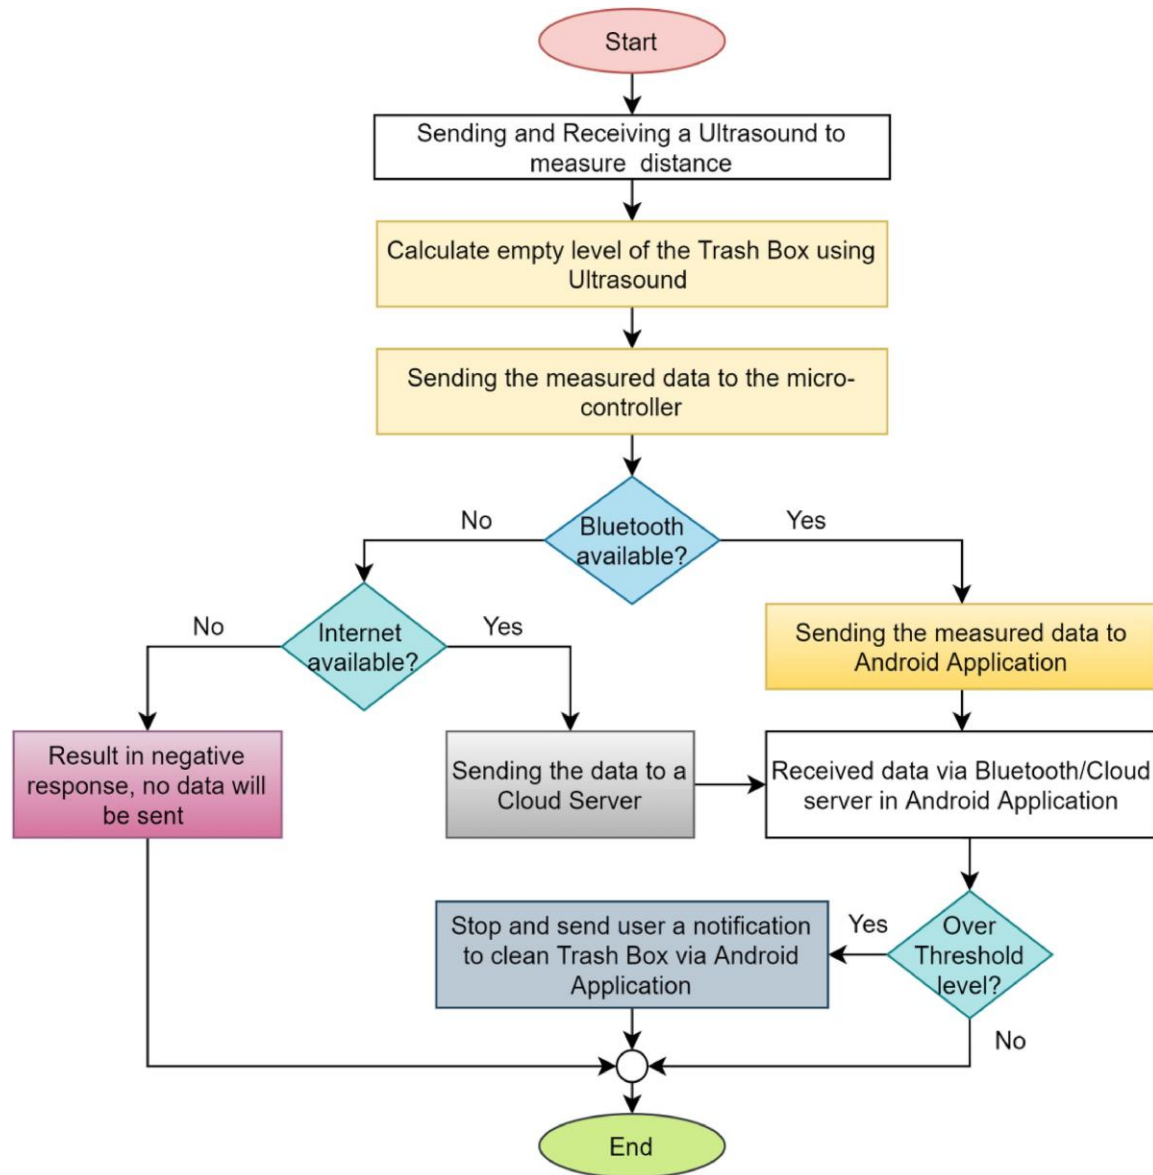 Start
Sending and Receiving a Ultrasound to
measure distance
Calculate empty level of the Trash Box using
Ultrasound
Sending the measured data to the micro-
controller
No
Bluetooth
available?
Yes
No
Internet
available?
Yes
Sending the measured data to
Android Application
Result in negative
response, no data will
be sent
Sending the data to a
Cloud Server
Received data via Bluetooth/Cloud
server in Android Application
Stop and send user a notification
to clean Trash Box via Android
Application
Yes
Over
Threshold
level?
No
End